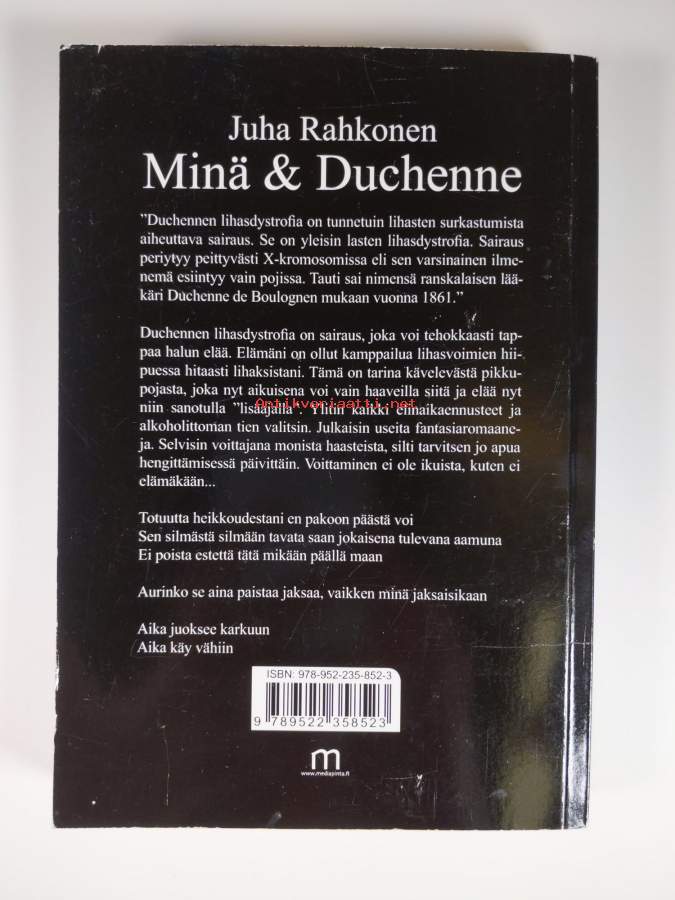 Juha Rahkonen
Minä & Duchenne
"Duchennen lihasdystrofia on tunnetuin lihasten surkastumista
aiheuttava sairaus. Se on yleisin lasten lihasdystrofia. Sairaus
periytyy peittyvästi X-kromosomissa eli sen varsinainen ilme-
nemä esiintyy vain pojissa. Tauti sai nimensä ranskalaisen lää-
käri Duchenne de Boulognen mukaan vuonna 1861."
Duchennen lihasdystrofia on sairaus, joka voi tehokkaasti tap-
paa halun elää. Elämäni on ollut kamppailua lihasvoimien hii-
puessa hitaasti lihaksistani. Tämä on tarina kävelevästä pikku-
pojasta, joka nyt aikuisena voi vain haaveilla siitä ja elää nyt
Antikvariaatti.net
niin sanotulla "lisäajalla". Ylitin kaikki elinaikaennusteet ja
alkoholittoman tien valitsin. Julkaisin useita fantasiaromaane-
ja. Selvisin voittajana monista haasteista, silti tarvitsen jo apua
hengittämisessä päivittäin. Voittaminen ei ole ikuista, kuten ei
elämäkään...
Totuutta heikkoudestani en pakoon päästä voi
Sen silmästä silmään tavata saan jokaisena tulevana aamuna
Ei poista estettä tätä mikään päällä maan
Aurinko se aina paistaa jaksaa, vaikken minä jaksaisikaan
Aika juoksee karkuun
Aika käy vähiin
ISBN: 978-952-235-852-3
9 789522 358523
m
www.mediapinta.fi